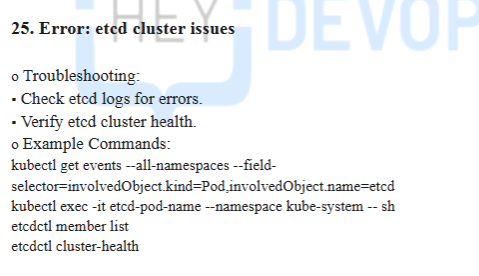 HEY DEVOP
25. Error: etcd cluster issues
o Troubleshooting:
▪ Check etcd logs for errors.
▪ Verify etcd cluster health.
o Example Commands:
kubectl get events --all-namespaces --field-
selector=involvedObject.kind=Pod,involvedObject.name=etcd
kubectl exec -it etcd-pod-name --namespace kube-system -- sh
etcdctl member list
etcdctl cluster-health